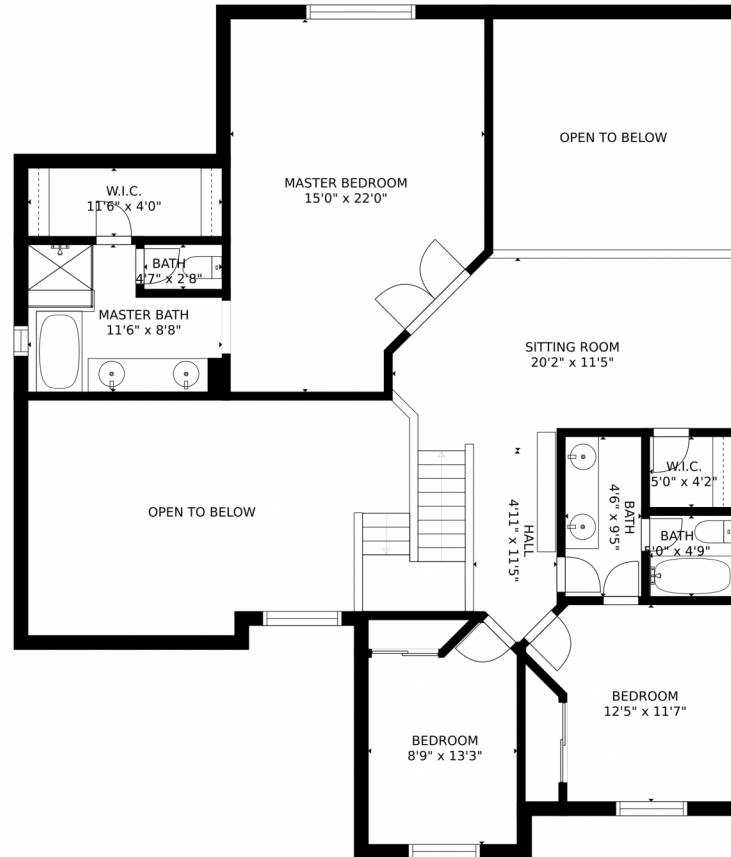 OPEN TO BELOW
MASTER BEDROOM
15'0" x 22'0"
W.I.C.
11'6" x 4'0"
BATH
4'7" x 2'8"
MASTER BATH
11'6" x 8'8"
SITTING ROOM
20'2" x 11'5"
OPEN TO BELOW
HALL
4'11" x 11'5"
BATH
4'6" x 9'5"
W.I.C.
5'0" x 4'2"
BATH
5'0" x 4'9"
BEDROOM
12'5" x 11'7"
BEDROOM
8'9" x 13'3"